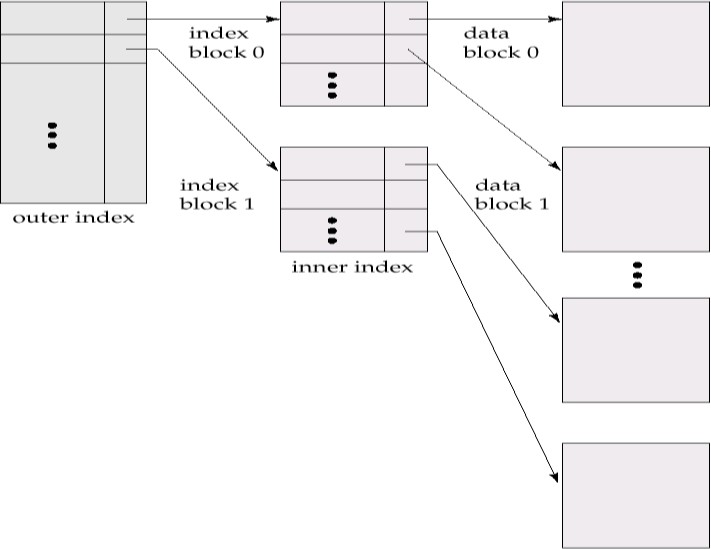 index
block 0
data
block 0
index
block 1
data
block 1
outer index
inner index